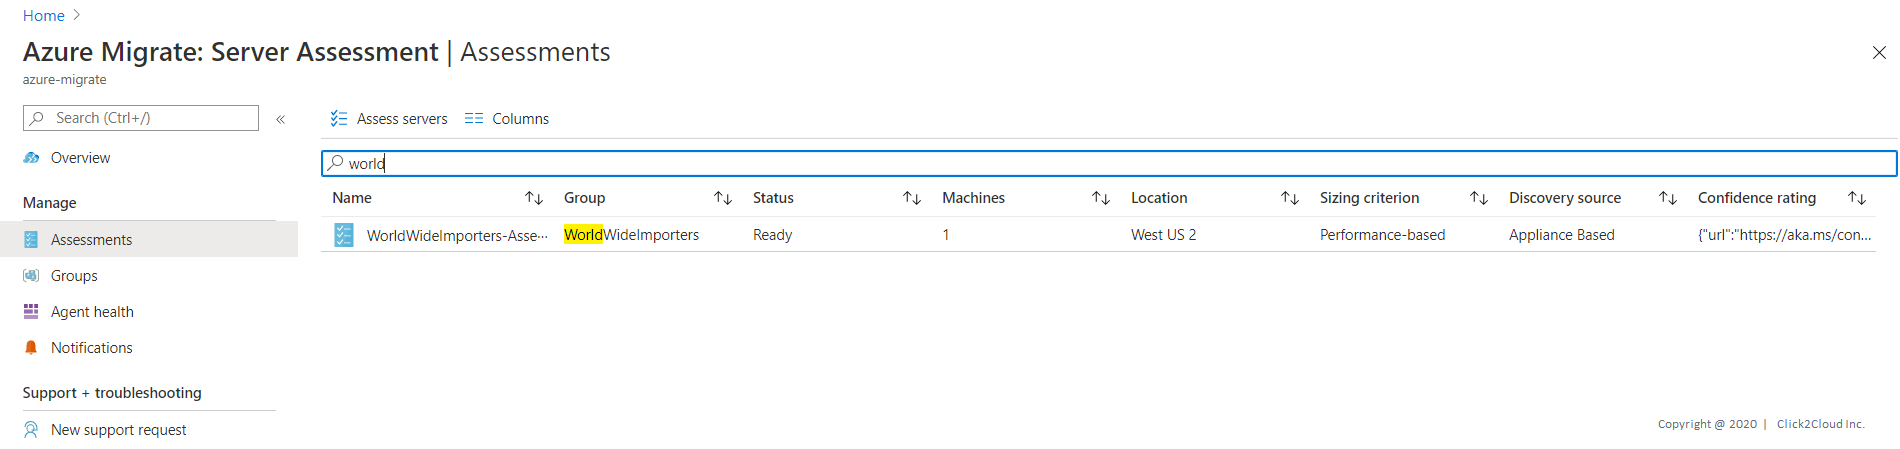 Home
Azure Migrate: Server Assessment | Assessments
azure-migrate
Search (Ctrl+/)
«
Assess servers Columns
Overview
world
Name Group Status Machines Location Sizing criterion Discovery source Confidence rating
Manage
WorldWideImporters-Asse··· WorldWideImporters Ready 1 West US 2 Performance-based Appliance Based {"url":"https://aka.ms/con...
Assessments
Groups
Agent health
Notifications
Support + troubleshooting
New support request
Copyright @ 2020 | Click2Cloud Inc.